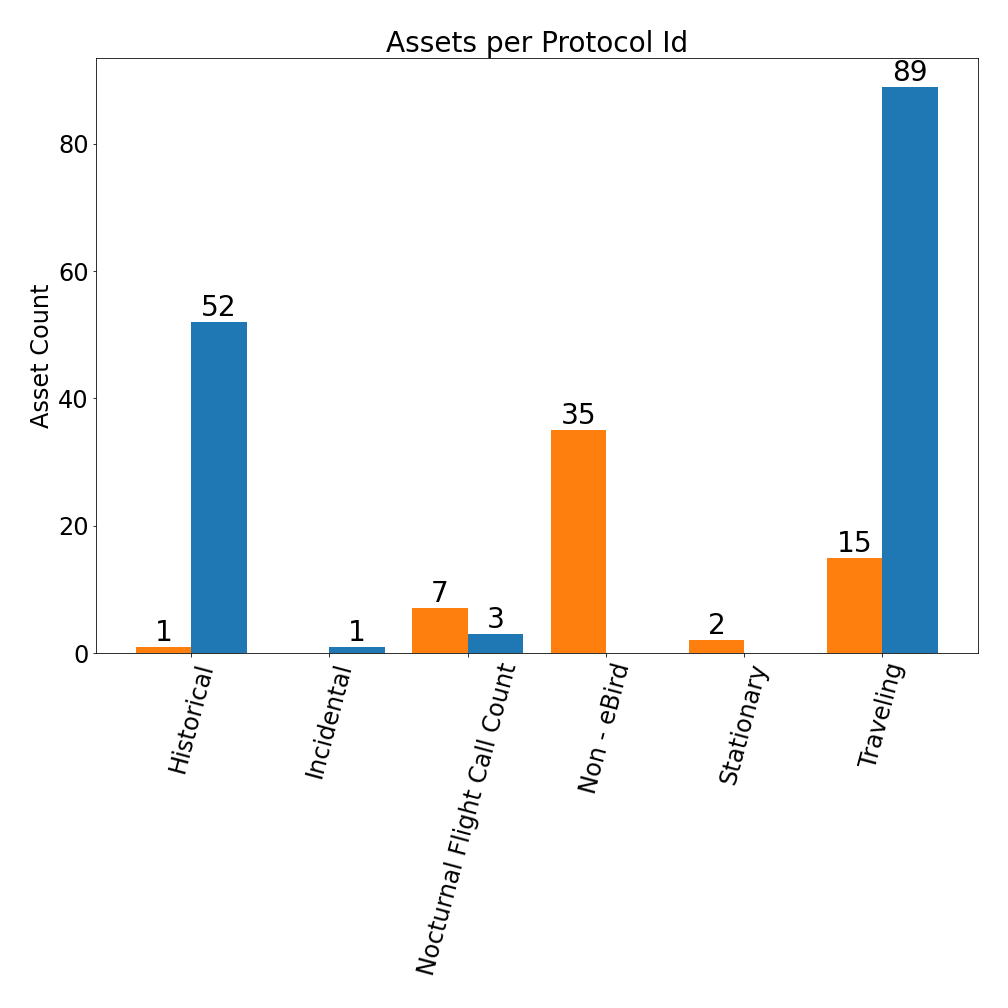 Assets per Protocol Id
Asset Count
80
60
40
20
0
1
52
1
7
3
35
2
15
89
Historical
Incidental
Nocturnal Flight Call Count
Non - eBird
Stationary
Traveling